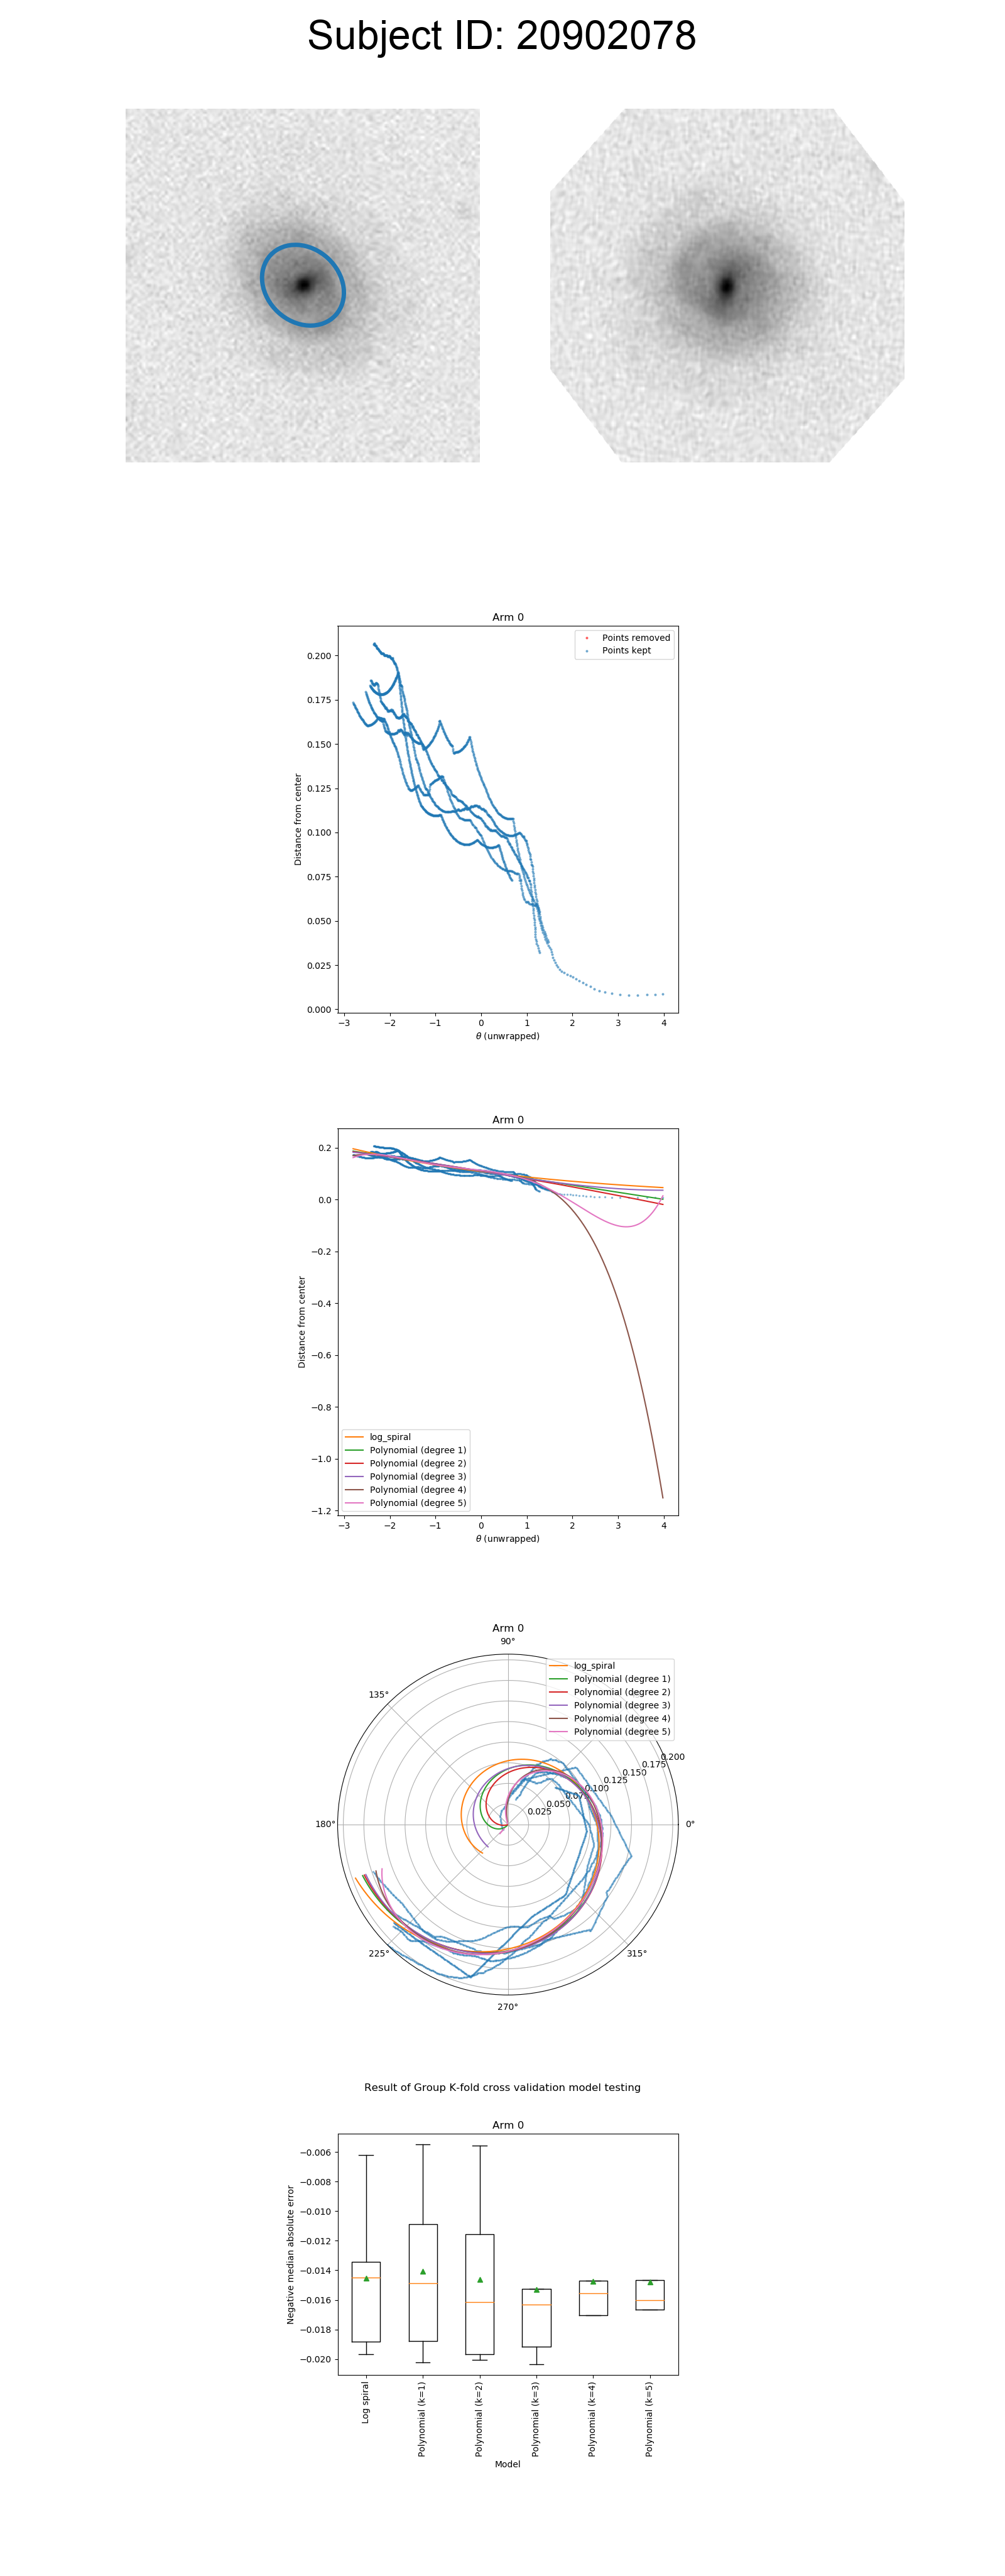 Subject ID: 20902078
Arm 0
Points removed
Points kept
0.200
0.175
0.150
0.125
0.100
0.075
0.050
0.025
0.000
Distance from center
−3 −2 −1 0 1 2 3 4
θ (unwrapped)
Arm 0
0.2
0.0
−0.2
−0.4
−0.6
−0.8
−1.0
−1.2
Distance from center
log_spiral
Polynomial (degree 1)
Polynomial (degree 2)
Polynomial (degree 3)
Polynomial (degree 4)
Polynomial (degree 5)
−3 −2 −1 0 1 2 3 4
θ (unwrapped)
Arm 0
90°
log_spiral
Polynomial (degree 1)
Polynomial (degree 2)
Polynomial (degree 3)
Polynomial (degree 4)
Polynomial (degree 5)
135°
0.200
0.175
0.150
0.125
0.100
0.075
0.050
0.025
180°
0°
225°
315°
270°
Result of Group K-fold cross validation model testing
Arm 0
−0.006
−0.008
−0.010
−0.012
−0.014
−0.016
−0.018
−0.020
Negative median absolute error
Log spiral
Polynomial (k=1)
Polynomial (k=2)
Polynomial (k=3)
Polynomial (k=4)
Polynomial (k=5)
Model